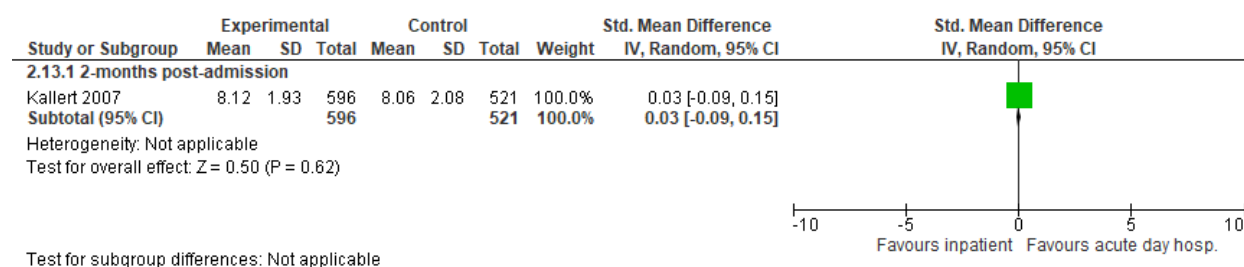 Experimental Control Std. Mean Difference Std. Mean Difference
Study or Subgroup Mean SD Total Mean SD Total Weight IV, Random, 95% CI IV, Random, 95% CI
2.13.1 2-months post-admission
Kallert 2007 8.12 1.93 596 8.06 2.08 521 100.0% 0.03 [-0.09, 0.15]
Subtotal (95% CI) 596 521 100.0% 0.03 [-0.09, 0.15]
Heterogeneity: Not applicable
Test for overall effect: Z = 0.50 (P = 0.62)
-10 -5 0 5 10
Favours inpatient Favours acute day hosp.
Test for subgroup differences: Not applicable